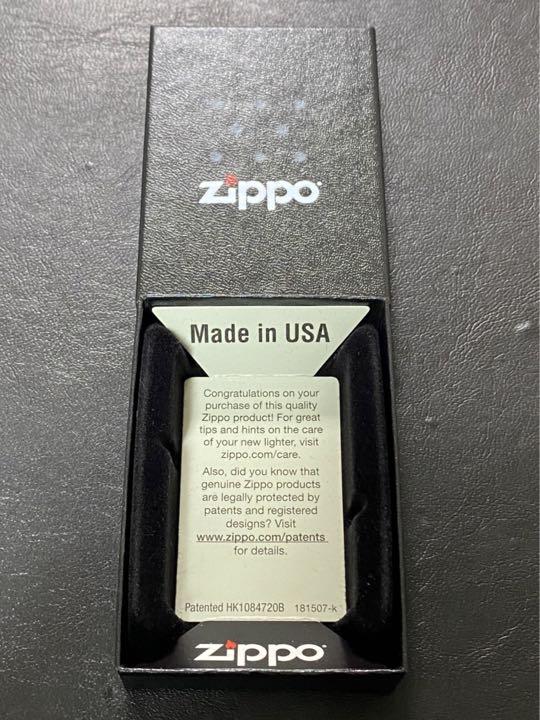 zippo
Made in USA
Congratulations on your
purchase of this quality
Zippo product! For great
tips and hints on the care
of your new lighter, visit
zippo.com/care.
Also, did you know that
genuine Zippo products
are legally protected by
patents and registered
designs? Visit
www.zippo.com/patents
for details.
Patented HK1084720B 181507-k
zippo